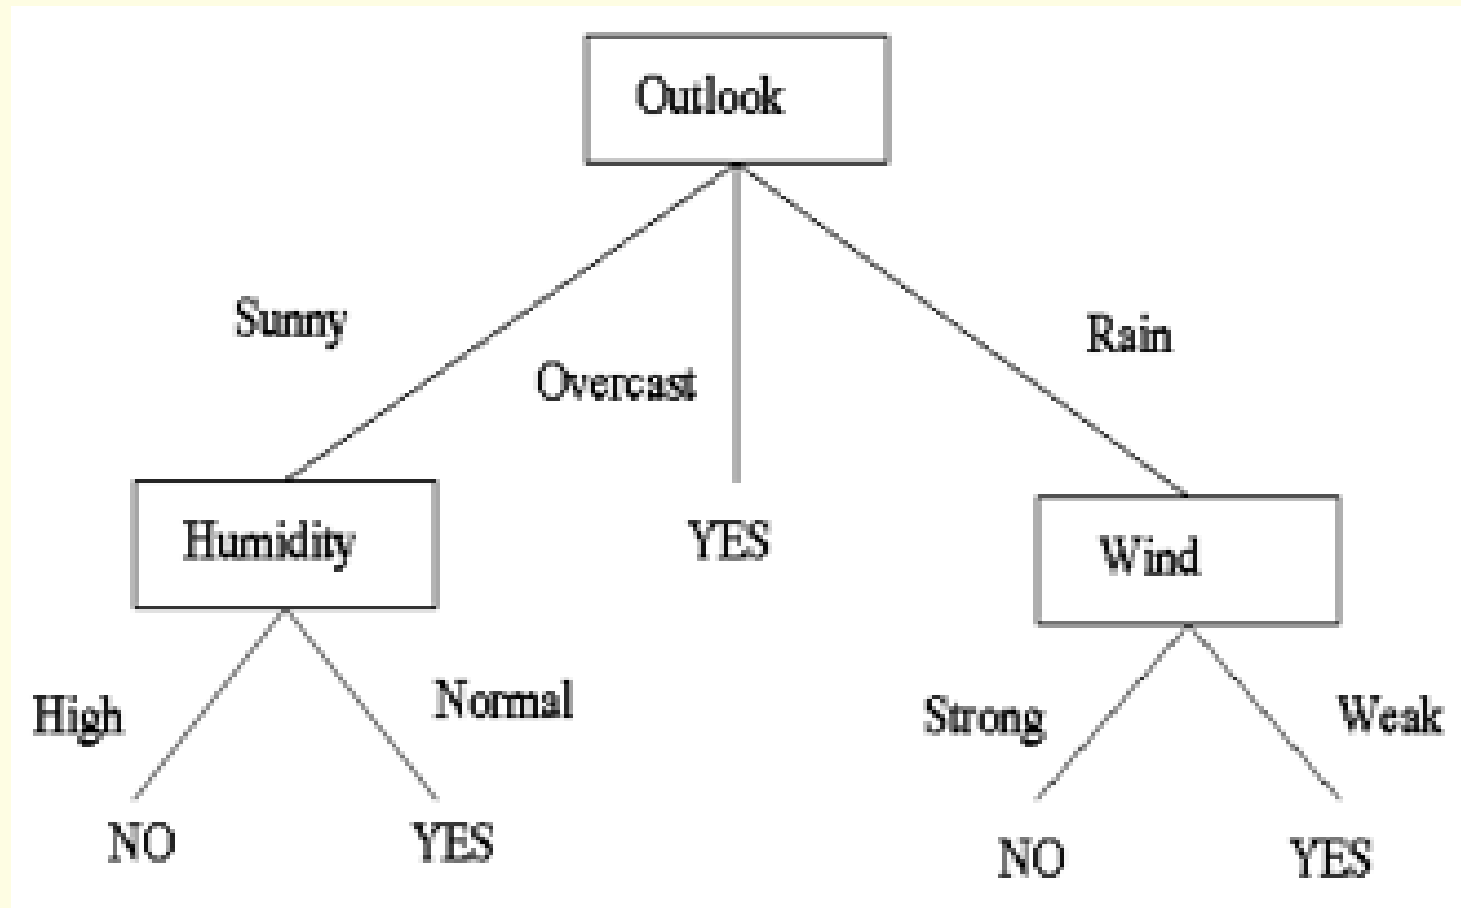 Outlook
Sunny
Overcast
Rain
Humidity
YES
Wind
High
Normal
Strong
Weak
NO
YES
NO
YES